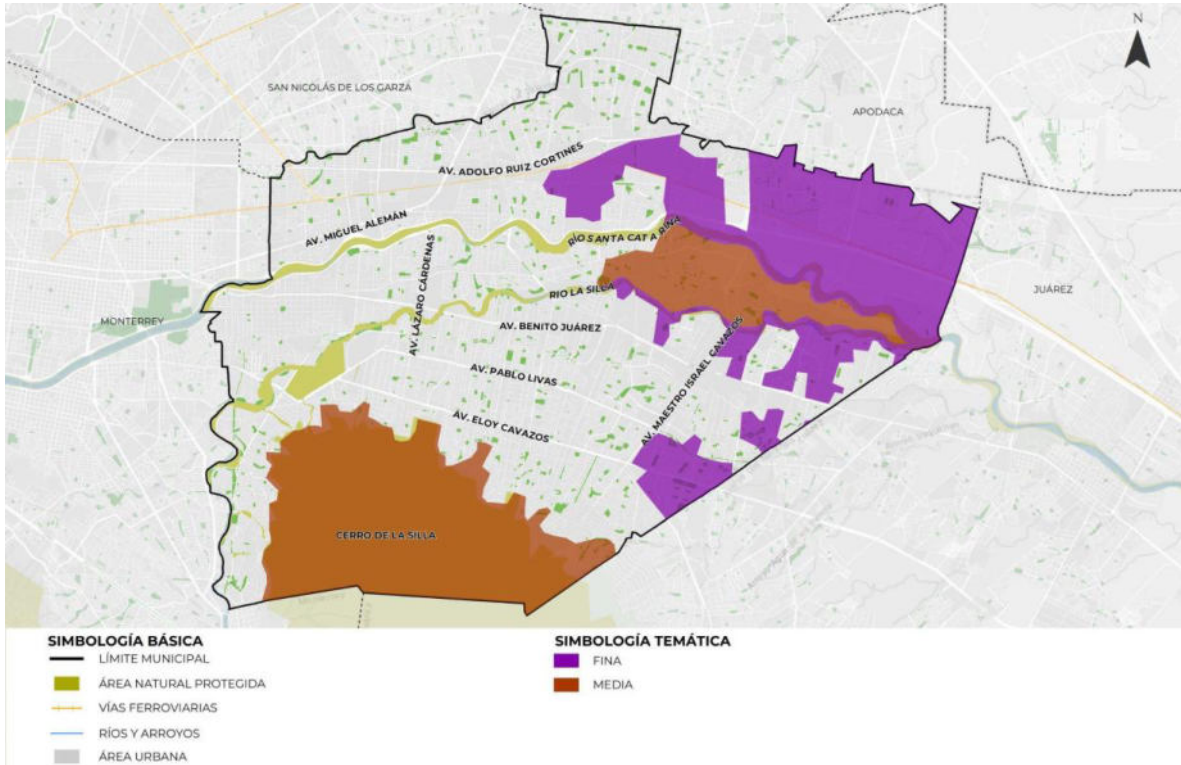 N
SAN NICOLÁS DE LOS GARZA
APODACA
AV. ADOLFO RUIZ CORTINES
AV. MIGUEL ALEMÁN
RÍO SANTA CATARINA
AV. LÁZARO CÁRDENAS
RIO LA SILLA
JUÁREZ
MONTERREY
AV. BENITO JUÁREZ
AV. MAESTRO ISRAEL CAVAZOS
AV. PABLO LIVAS
AV. ELOY CAVAZOS
CERRO DE LA SILLA
SIMBOLOGÍA BÁSICA
LÍMITE MUNICIPAL
ÁREA NATURAL PROTEGIDA
VÍAS FERROVIARIAS
RÍOS Y ARROYOS
ÁREA URBANA
SIMBOLOGÍA TEMÁTICA
FINA
MEDIA